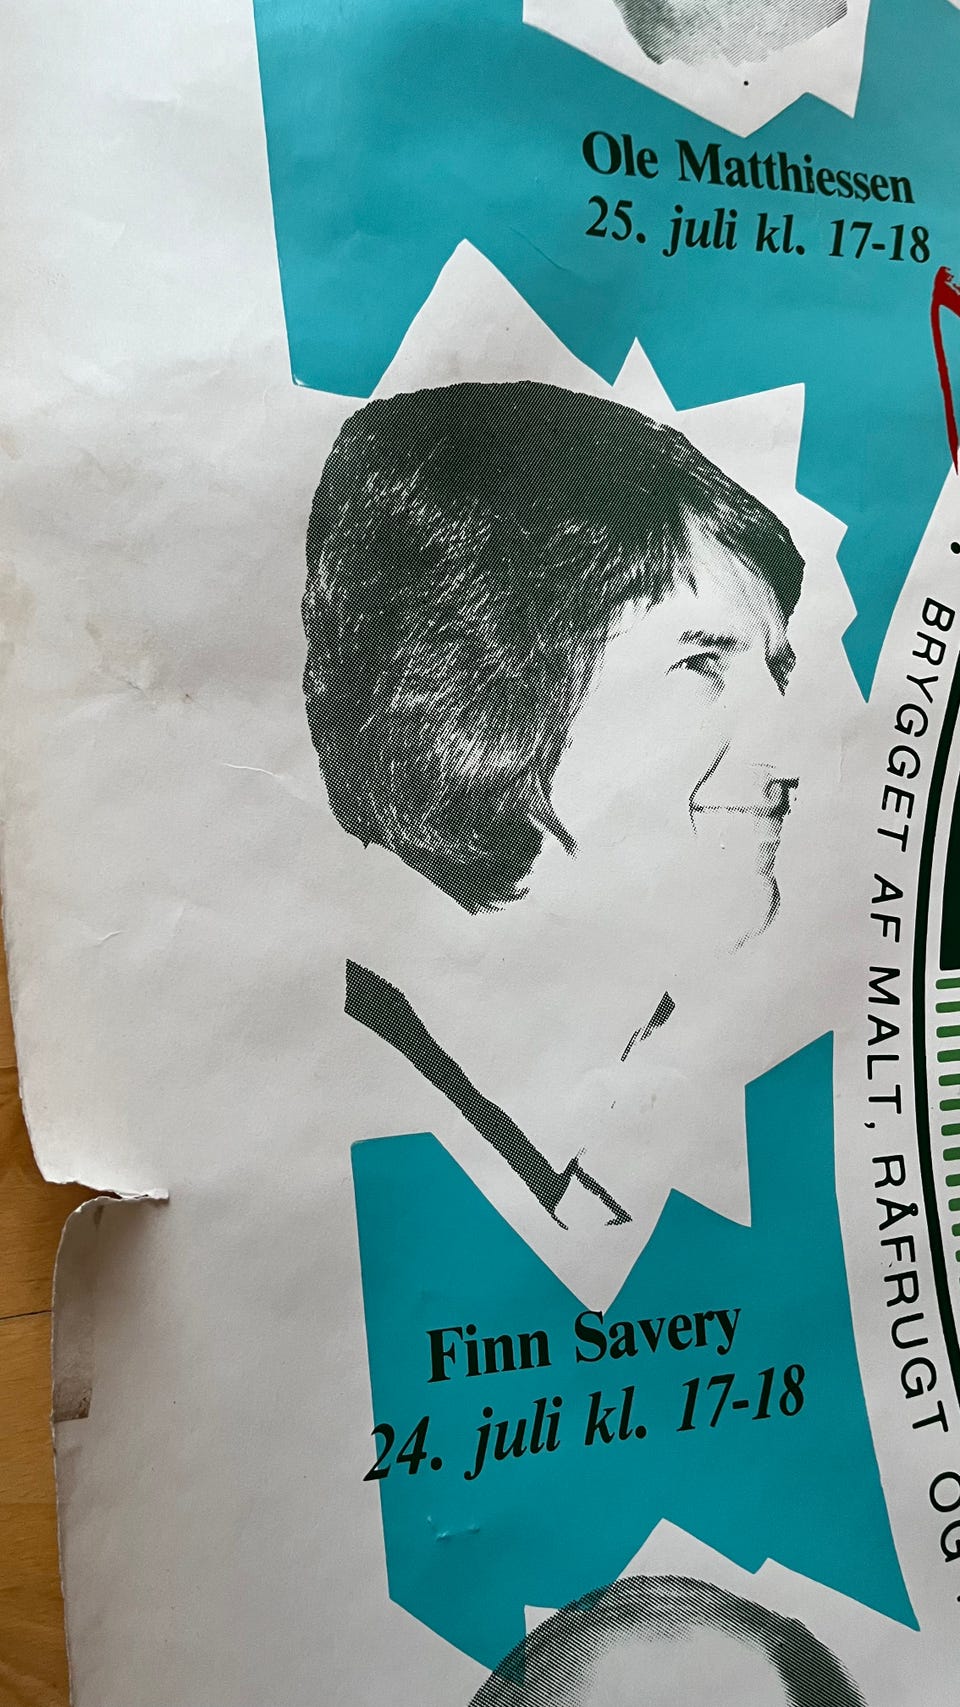 Ole Matthiessen
25. juli kl. 17-18
Finn Savery
24. juli kl. 17-18
BRYGGET AF MALT, RÅFRUGT OG